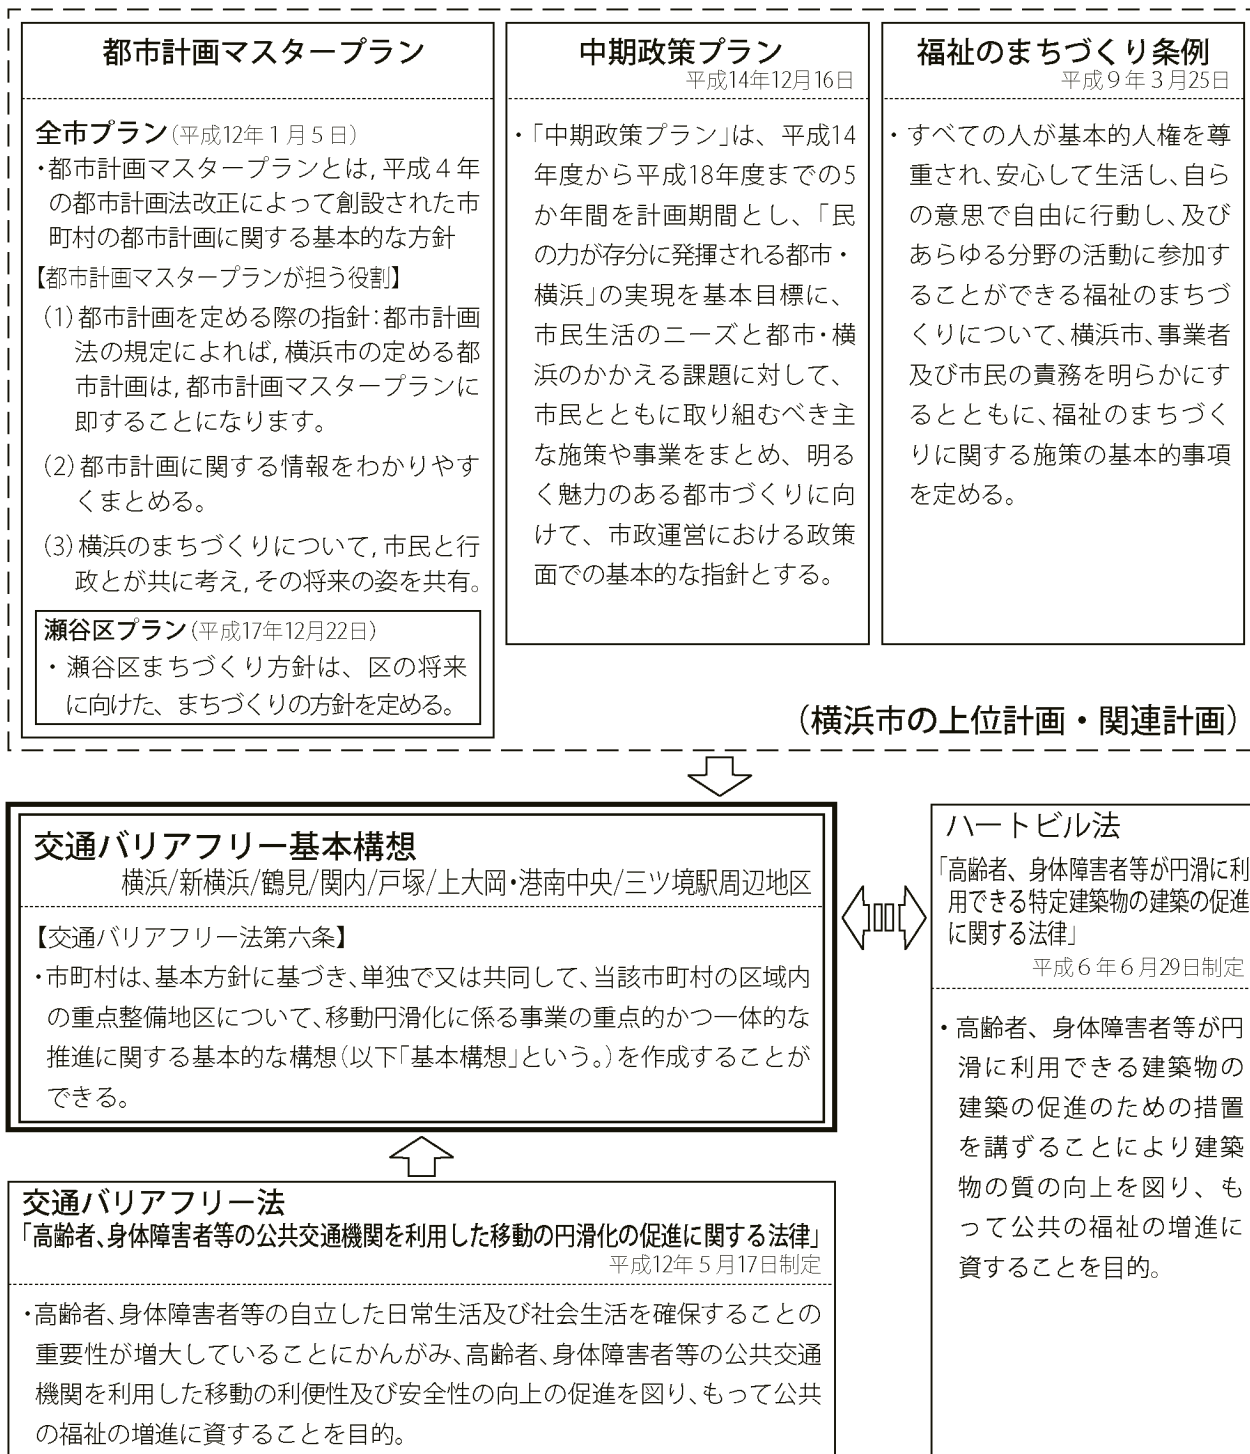 都市計画マスタープラン
全市プラン(平成12年1月5日)
・都市計画マスタープランとは,平成4年
の都市計画法改正によって創設された市
町村の都市計画に関する基本的な方針
【都市計画マスタープランが担う役割】
(1)都市計画を定める際の指針:都市計画
法の規定によれば,横浜市の定める都
市計画は,都市計画マスタープランに
即することになります。
(2)都市計画に関する情報をわかりやす
くまとめる。
(3)横浜のまちづくりについて,市民と行
政とが共に考え,その将来の姿を共有。
瀬谷区プラン(平成17年12月22日)
・瀬谷区まちづくり方針は、区の将来
に向けた、まちづくりの方針を定める。
中期政策プラン
平成14年12月16日
・「中期政策プラン」は、平成14
年度から平成18年度までの5
か年間を計画期間とし、「民
の力が存分に発揮される都市・
横浜」の実現を基本目標に、
市民生活のニーズと都市・横
浜のかかえる課題に対して、
市民とともに取り組むべき主
な施策や事業をまとめ、明る
く魅力のある都市づくりに向
けて、市政運営における政策
面での基本的な指針とする。
福祉のまちづくり条例
平成9年3月25日
・すべての人が基本的人権を尊
重され、安心して生活し、自ら
の意思で自由に行動し、及び
あらゆる分野の活動に参加す
ることができる福祉のまちづ
くりについて、横浜市、事業者
及び市民の責務を明らかにす
るとともに、福祉のまちづく
りに関する施策の基本的事項
を定める。
(横浜市の上位計画・関連計画)
交通バリアフリー基本構想
横浜/新横浜/鶴見/関内/戸塚/上大岡・港南中央/三ツ境駅周辺地区
【交通バリアフリー法第六条】
・市町村は、基本方針に基づき、単独で又は共同して、当該市町村の区域内
の重点整備地区について、移動円滑化に係る事業の重点的かつ一体的な
推進に関する基本的な構想(以下「基本構想」という。)を作成することが
できる。
ハートビル法
「高齢者、身体障害者等が円滑に利
用できる特定建築物の建築の促進
に関する法律」
平成6年6月29日制定
・高齢者、身体障害者等が円
滑に利用できる建築物の
建築の促進のための措置
を講ずることにより建築
物の質の向上を図り、も
って公共の福祉の増進に
資することを目的。
交通バリアフリー法
「高齢者、身体障害者等の公共交通機関を利用した移動の円滑化の促進に関する法律」
平成12年5月17日制定
・高齢者、身体障害者等の自立した日常生活及び社会生活を確保することの
重要性が増大していることにかんがみ、高齢者、身体障害者等の公共交通
機関を利用した移動の利便性及び安全性の向上の促進を図り、もって公共
の福祉の増進に資することを目的。